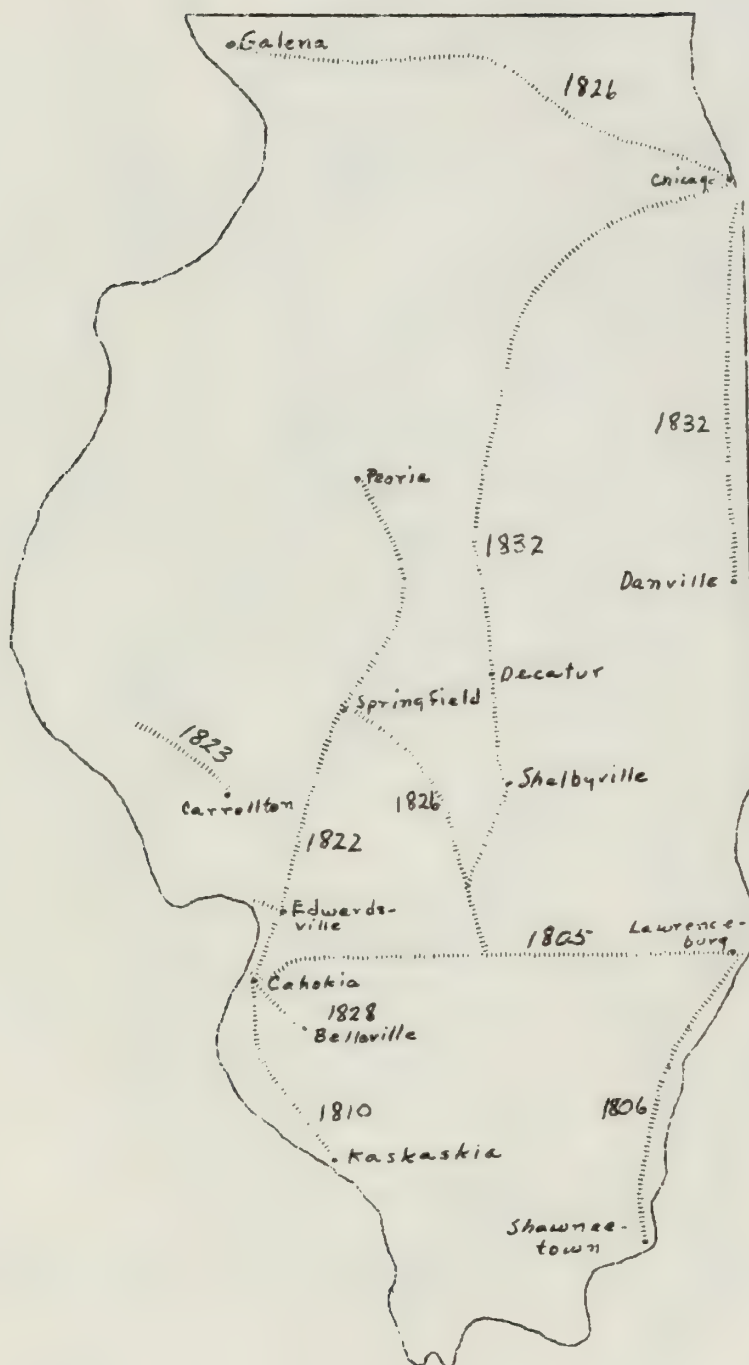 Galena
1826
Chicago
1832
Peoria
1832
Danville
Decatur
Springfield
1823
Shelbyville
Carrollton
1826
1822
Edwards-
ville
Lawrence-
burg
1805
Cahokia
1828
Belleville
1810
1806
Kaskaskia
Shawnee-
town